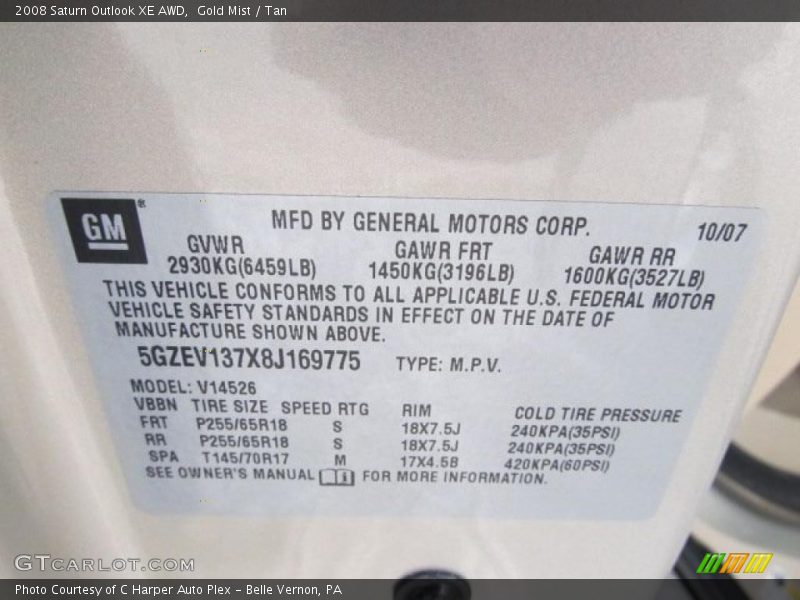 2008 Saturn Outlook XE AWD,  Gold Mist / Tan
GM®
MFD BY GENERAL MOTORS CORP. 10/07
GVWR GAWR FRT GAWR RR
2930KG(6459LB) 1450KG(3196LB) 1600KG(3527LB)
THIS VEHICLE CONFORMS TO ALL APPLICABLE U.S. FEDERAL MOTOR
VEHICLE SAFETY STANDARDS IN EFFECT ON THE DATE OF
MANUFACTURE SHOWN ABOVE.
5GZEV137X8J169775 TYPE: M.P.V.
MODEL: V14526
VBBN TIRE SIZE SPEED RTG RIM COLD TIRE PRESSURE
FRT P255/65R18 S 18X7.5J 240KPA(35PSI)
RR P255/65R18 S 18X7.5J 240KPA(35PSI)
SPA T145/70R17 M 17X4.5B 420KPA(60PSI)
SEE OWNER'S MANUAL i FOR MORE INFORMATION.
GTCARLOT.COM
Photo Courtesy of C Harper Auto Plex – Belle Vernon, PA